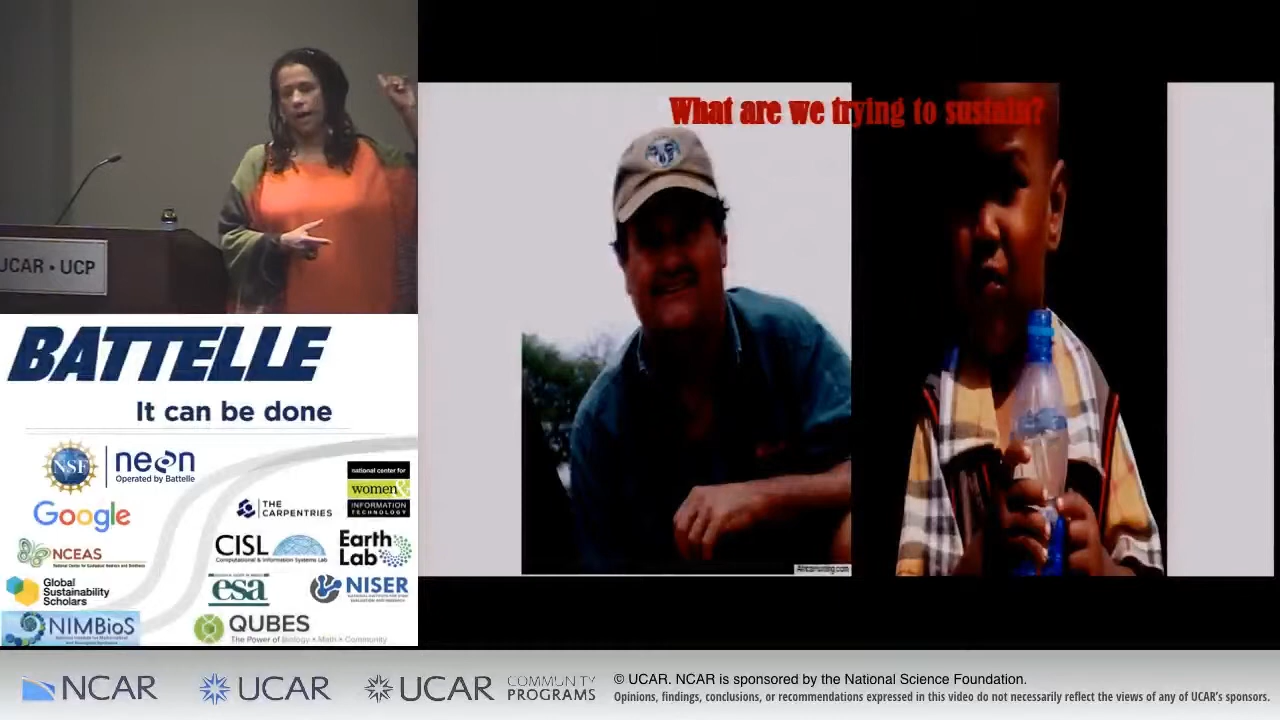 What are we trying to sustain?
UCAR • UCP
BATTELLE
It can be done
NSF
neon
Operated by Battelle
national center for
women&
INFORMATION
TECHNOLOGY
Google
THE
CARPENTRIES
NCEAS
CISL
Computational & Information Systems Lab
Earth
Lab
Global
Sustainability
Scholars
esa
NISER
NIMBioS
QUBES
The Power of Biology • Math • Community
NCAR
UCAR
UCAR
COMMUNITY
PROGRAMS
© UCAR. NCAR is sponsored by the National Science Foundation.
Opinions, findings, conclusions, or recommendations expressed in this video do not necessarily reflect the views of any of UCAR's sponsors.